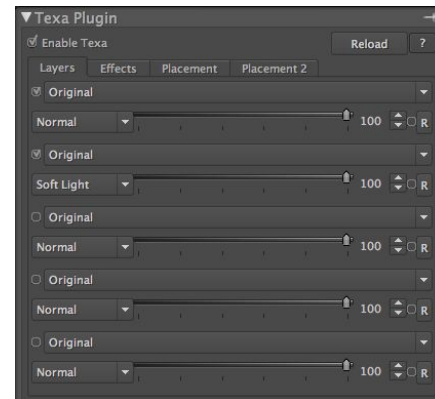 Texa Plugin
Enable Texa Reload ?
Layers Effects Placement Placement 2
Original
Normal 100 R
Original
Soft Light 100 R
Original
Normal 100 R
Original
Normal 100 R
Original
Normal 100 R